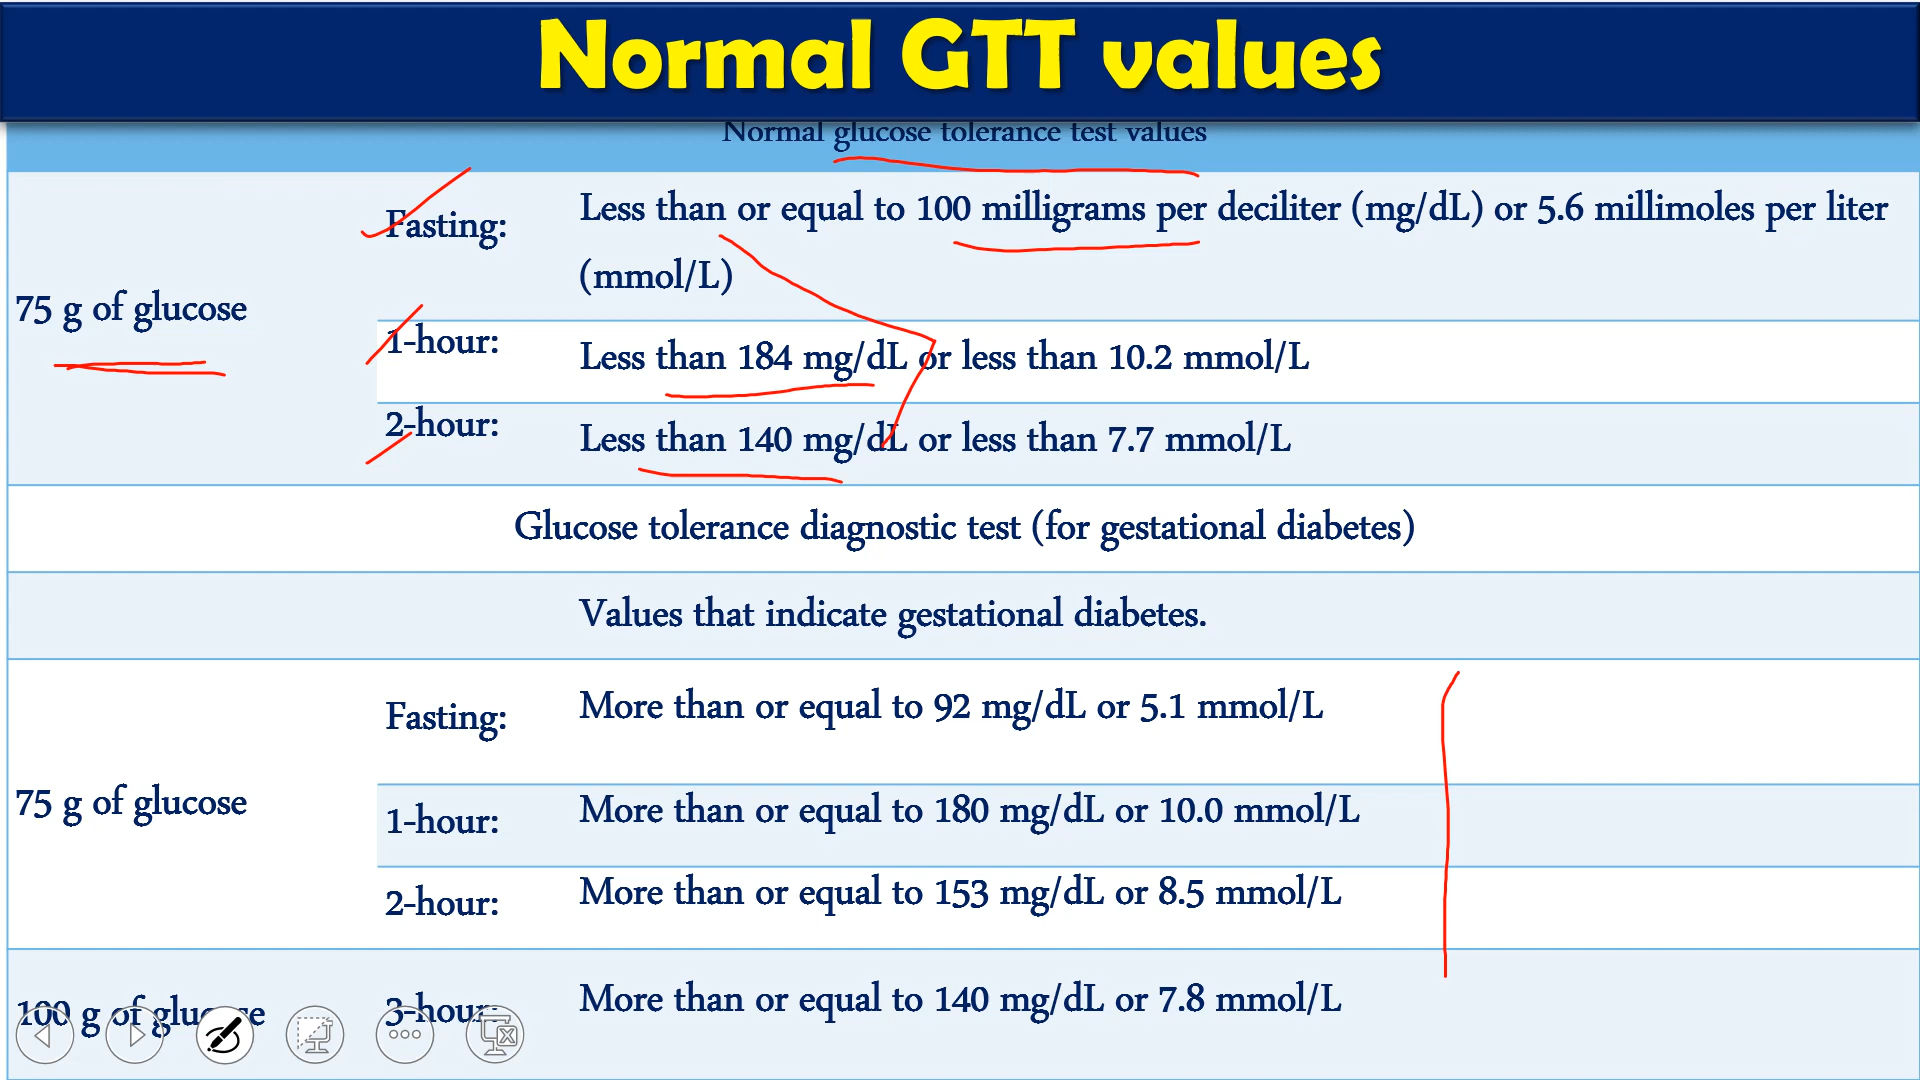 Normal GTT values
Normal glucose tolerance test values
75 g of glucose
Fasting:
Less than or equal to 100 milligrams per deciliter (mg/dL) or 5.6 millimoles per liter
(mmol/L)
1-hour:
Less than 184 mg/dL or less than 10.2 mmol/L
2-hour:
Less than 140 mg/dL or less than 7.7 mmol/L
Glucose tolerance diagnostic test (for gestational diabetes)
Values that indicate gestational diabetes.
75 g of glucose
Fasting:
More than or equal to 92 mg/dL or 5.1 mmol/L
1-hour:
More than or equal to 180 mg/dL or 10.0 mmol/L
2-hour:
More than or equal to 153 mg/dL or 8.5 mmol/L
100 g of glucose
3-hour:
More than or equal to 140 mg/dL or 7.8 mmol/L